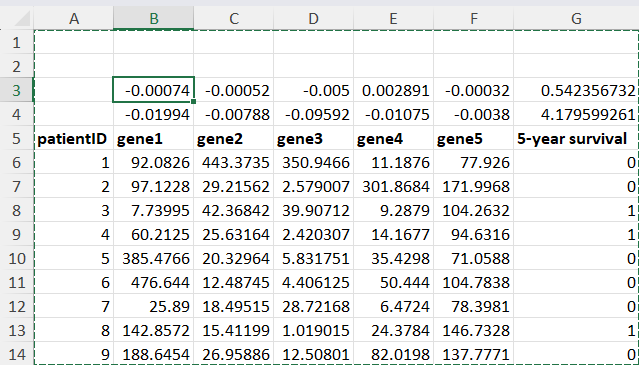 A B C D E F G
1
2
3 -0.00074 -0.00052 -0.005 0.002891 -0.00032 0.542356732
4 -0.01994 -0.00788 -0.09592 -0.01075 -0.0038 4.179599261
5 patientID gene1 gene2 gene3 gene4 gene5 5-year survival
6 1 92.0826 443.3735 350.9466 11.1876 77.926 0
7 2 97.1228 29.21562 2.579007 301.8684 171.9968 0
8 3 7.73995 42.36842 39.90712 9.2879 104.2632 1
9 4 60.2125 25.63164 2.420307 14.1677 94.6316 1
10 5 385.4766 20.32964 5.831751 35.4298 71.0588 0
11 6 476.644 12.48745 4.406125 50.444 104.7838 0
12 7 25.89 18.49515 28.72168 6.4724 78.3981 0
13 8 142.8572 15.41199 1.019015 24.3784 146.7328 1
14 9 188.6454 26.95886 12.50801 82.0198 137.7771 0